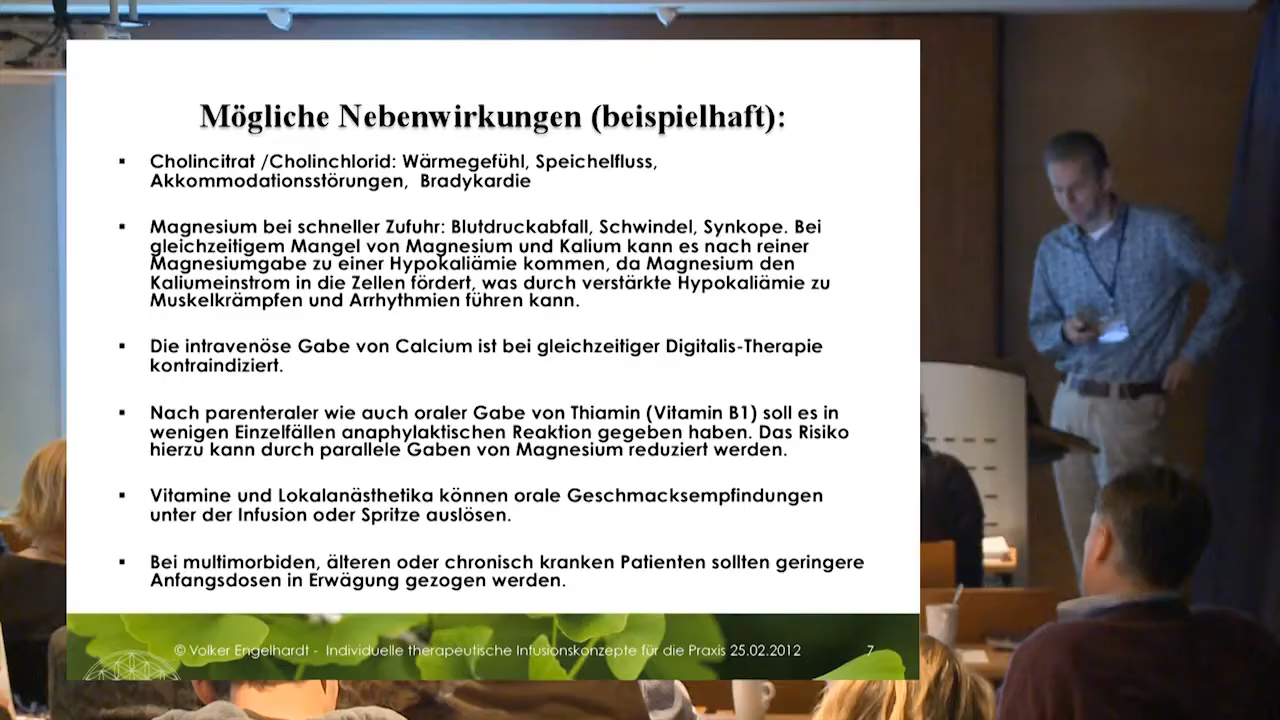 Mögliche Nebenwirkungen (beispielhaft):
▪ Cholincitrat /Cholinchlorid: Wärmegefühl, Speichelfluss,
Akkommodationsstörungen, Bradykardie
▪ Magnesium bei schneller Zufuhr: Blutdruckabfall, Schwindel, Synkope. Bei
gleichzeitigem Mangel von Magnesium und Kalium kann es nach reiner
Magnesiumgabe zu einer Hypokaliämie kommen, da Magnesium den
Kaliumeinstrom in die Zellen fördert, was durch verstärkte Hypokaliämie zu
Muskelkrämpfen und Arrhythmien führen kann.
▪ Die intravenöse Gabe von Calcium ist bei gleichzeitiger Digitalis-Therapie
kontraindiziert.
▪ Nach parenteraler wie auch oraler Gabe von Thiamin (Vitamin B1) soll es in
wenigen Einzelfällen anaphylaktischen Reaktion gegeben haben. Das Risiko
hierzu kann durch parallele Gaben von Magnesium reduziert werden.
▪ Vitamine und Lokalanästhetika können orale Geschmacksempfindungen
unter der Infusion oder Spritze auslösen.
▪ Bei multimorbiden, älteren oder chronisch kranken Patienten sollten geringere
Anfangsdosen in Erwägung gezogen werden.
© Volker Engelhardt - Individuelle therapeutische Infusionskonzepte für die Praxis 25.02.2012 7